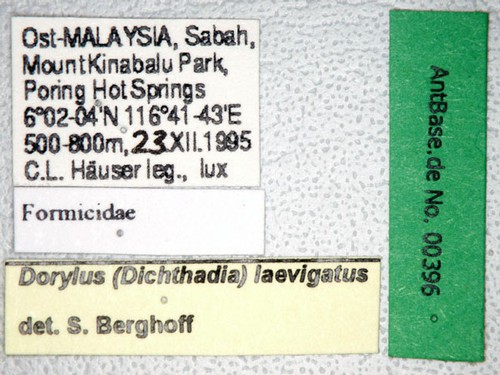 Ost-MALAYSIA, Sabah,
Mount Kinabalu Park,
Poring Hot Springs
6°02-04'N 116°41-43'E
500-800m, 23.XII.1995
C.L. Häuser leg., lux
Formicidae
Dorylus (Dichthadia) laevigatus
det. S. Berghoff
AntBase.de No. 00396